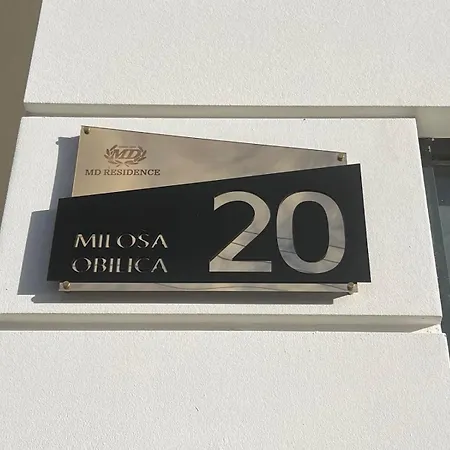 MD
MD RESIDENCE
MILOSA
OBILICA
20